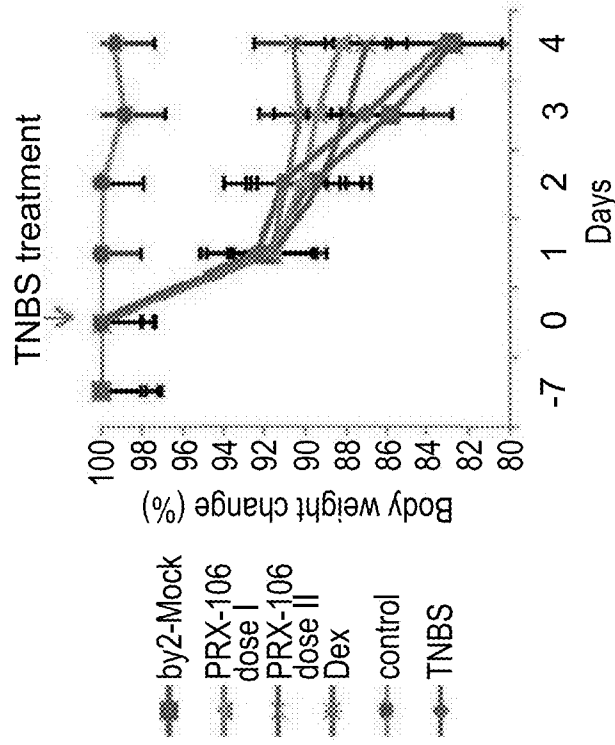 TNBS treatment
Body weight change (%)
100
98
96
94
92
90
88
86
84
82
80
-7
0
1
2
3
4
Days
by2-Mock
PRX-106
dose I
PRX-106
dose II
Dex
control
TNBS